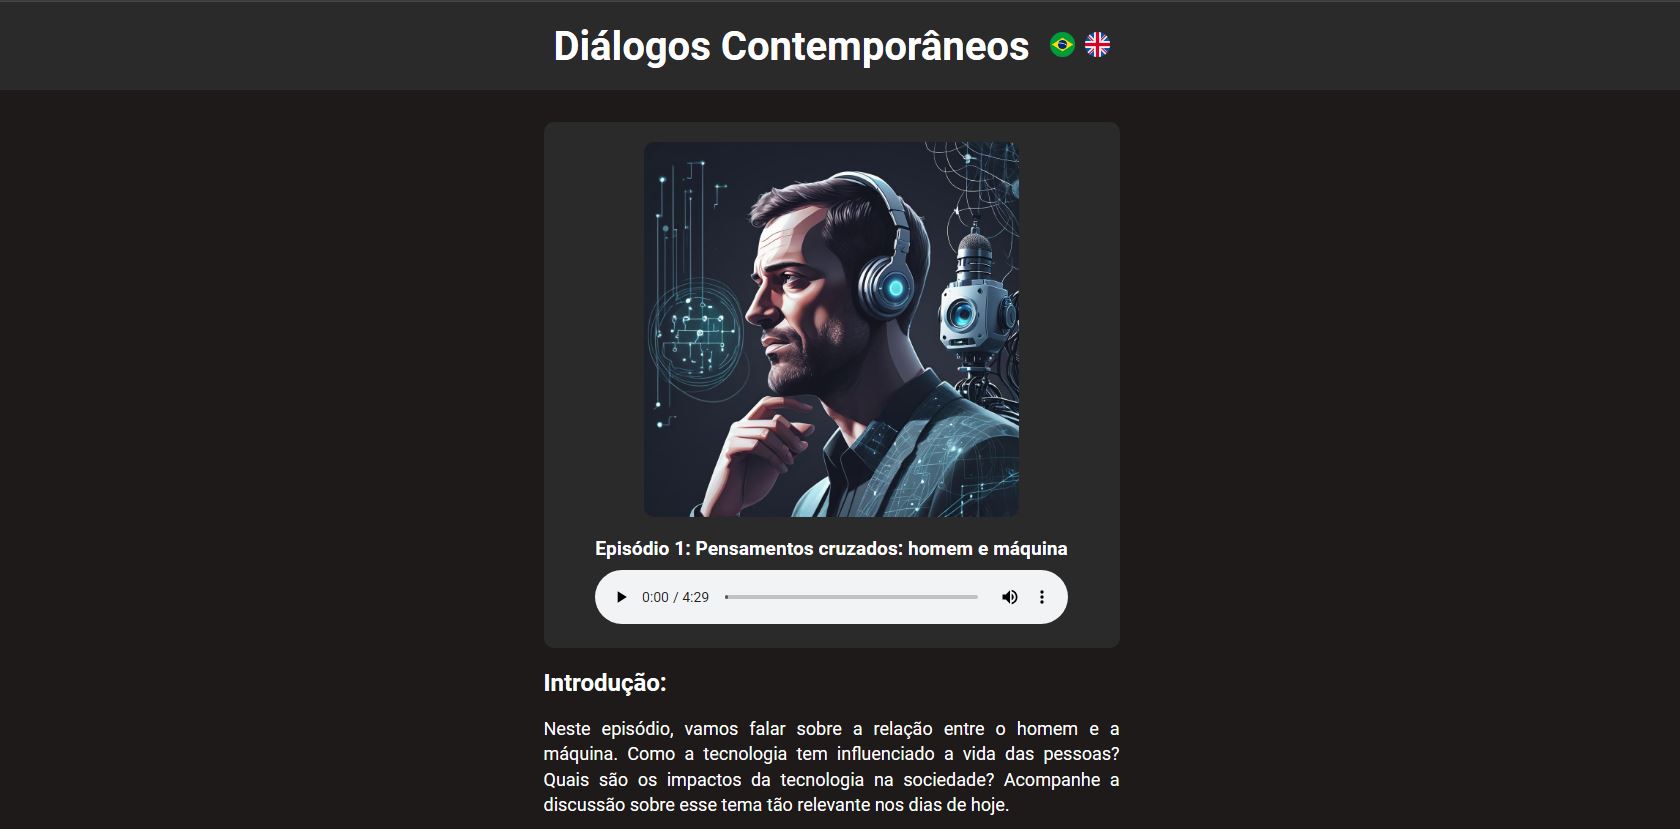 Diálogos Contemporâneos
Episódio 1: Pensamentos cruzados: homem e máquina
0:00 / 4:29
Introdução:
Neste episódio, vamos falar sobre a relação entre o homem e a
máquina. Como a tecnologia tem influenciado a vida das pessoas?
Quais são os impactos da tecnologia na sociedade? Acompanhe a
discussão sobre esse tema tão relevante nos dias de hoje.